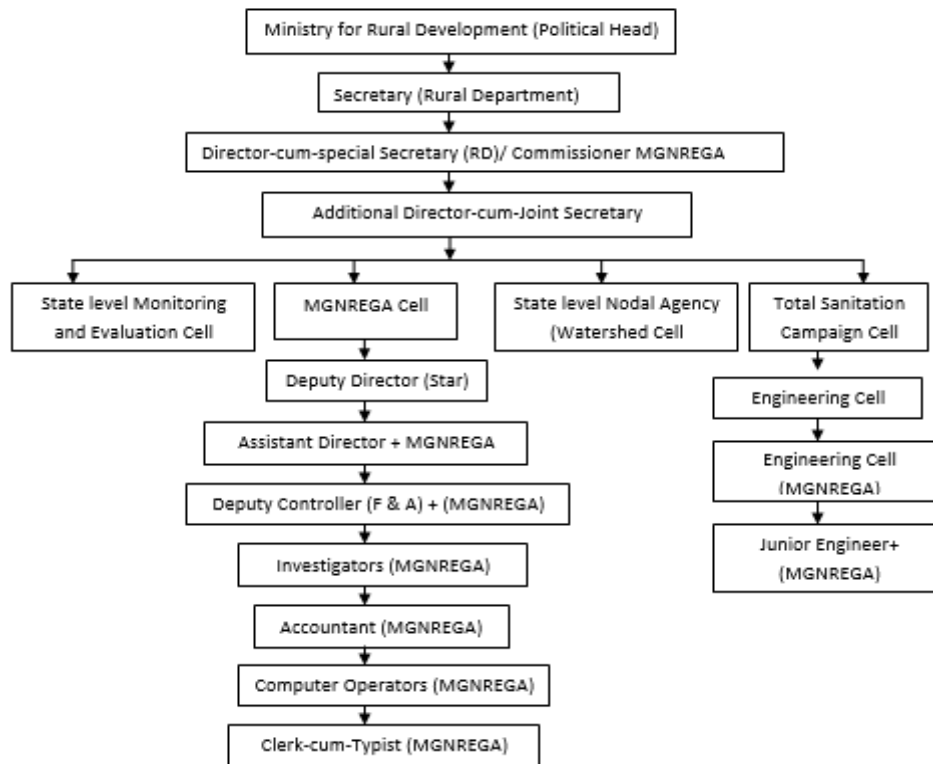 Ministry for Rural Development (Political Head)
Secretary (Rural Department)
Director-cum-special Secretary (RD)/ Commissioner MGNREGA
Additional Director-cum-Joint Secretary
State level Monitoring
and Evaluation Cell
MGNREGA Cell
State level Nodal Agency
(Watershed Cell
Total Sanitation
Campaign Cell
Deputy Director (Star)
Assistant Director + MGNREGA
Deputy Controller (F & A) + (MGNREGA)
Investigators (MGNREGA)
Accountant (MGNREGA)
Computer Operators (MGNREGA)
Clerk-cum-Typist (MGNREGA)
Engineering Cell
Engineering Cell
(MGNREGA)
Junior Engineer+
(MGNREGA)